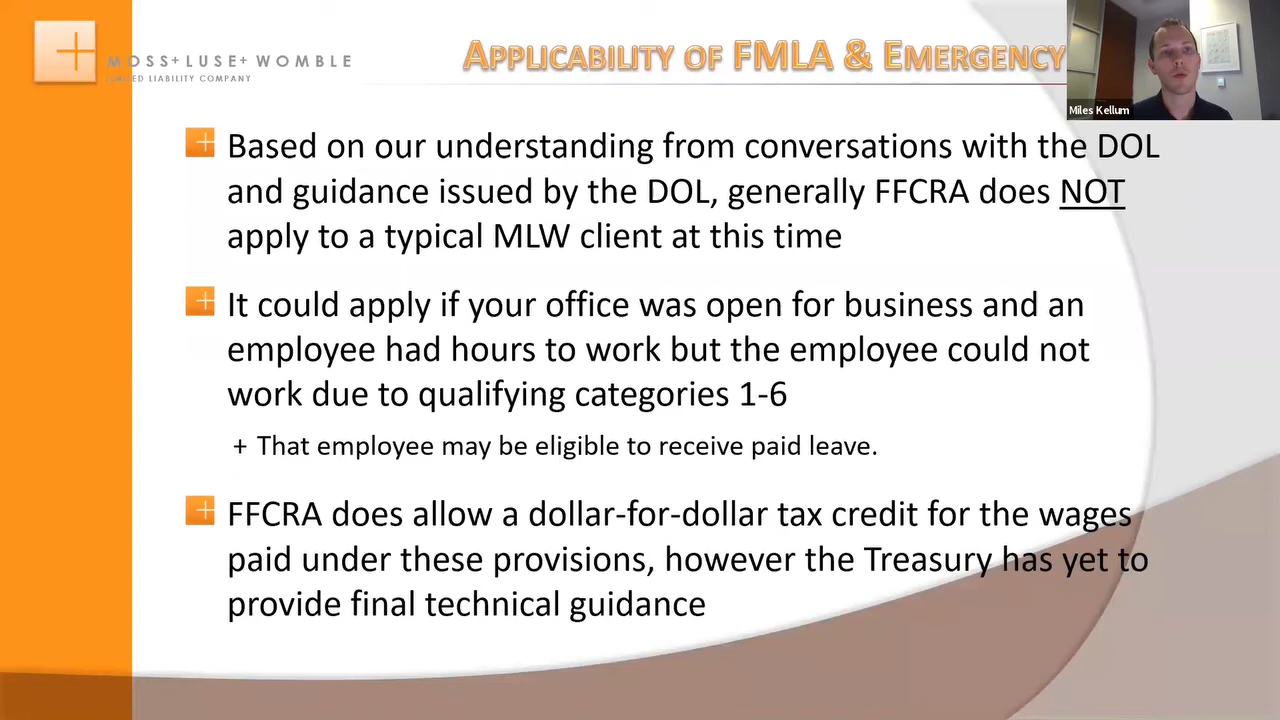 MOSS+LUSE+WOMBLE
LIMITED LIABILITY COMPANY
APPLICABILITY OF FMLA & EMERGENCY
Miles Kellum
Based on our understanding from conversations with the DOL
and guidance issued by the DOL, generally FFCRA does NOT
apply to a typical MLW client at this time
It could apply if your office was open for business and an
employee had hours to work but the employee could not
work due to qualifying categories 1-6
+ That employee may be eligible to receive paid leave.
FFCRA does allow a dollar-for-dollar tax credit for the wages
paid under these provisions, however the Treasury has yet to
provide final technical guidance